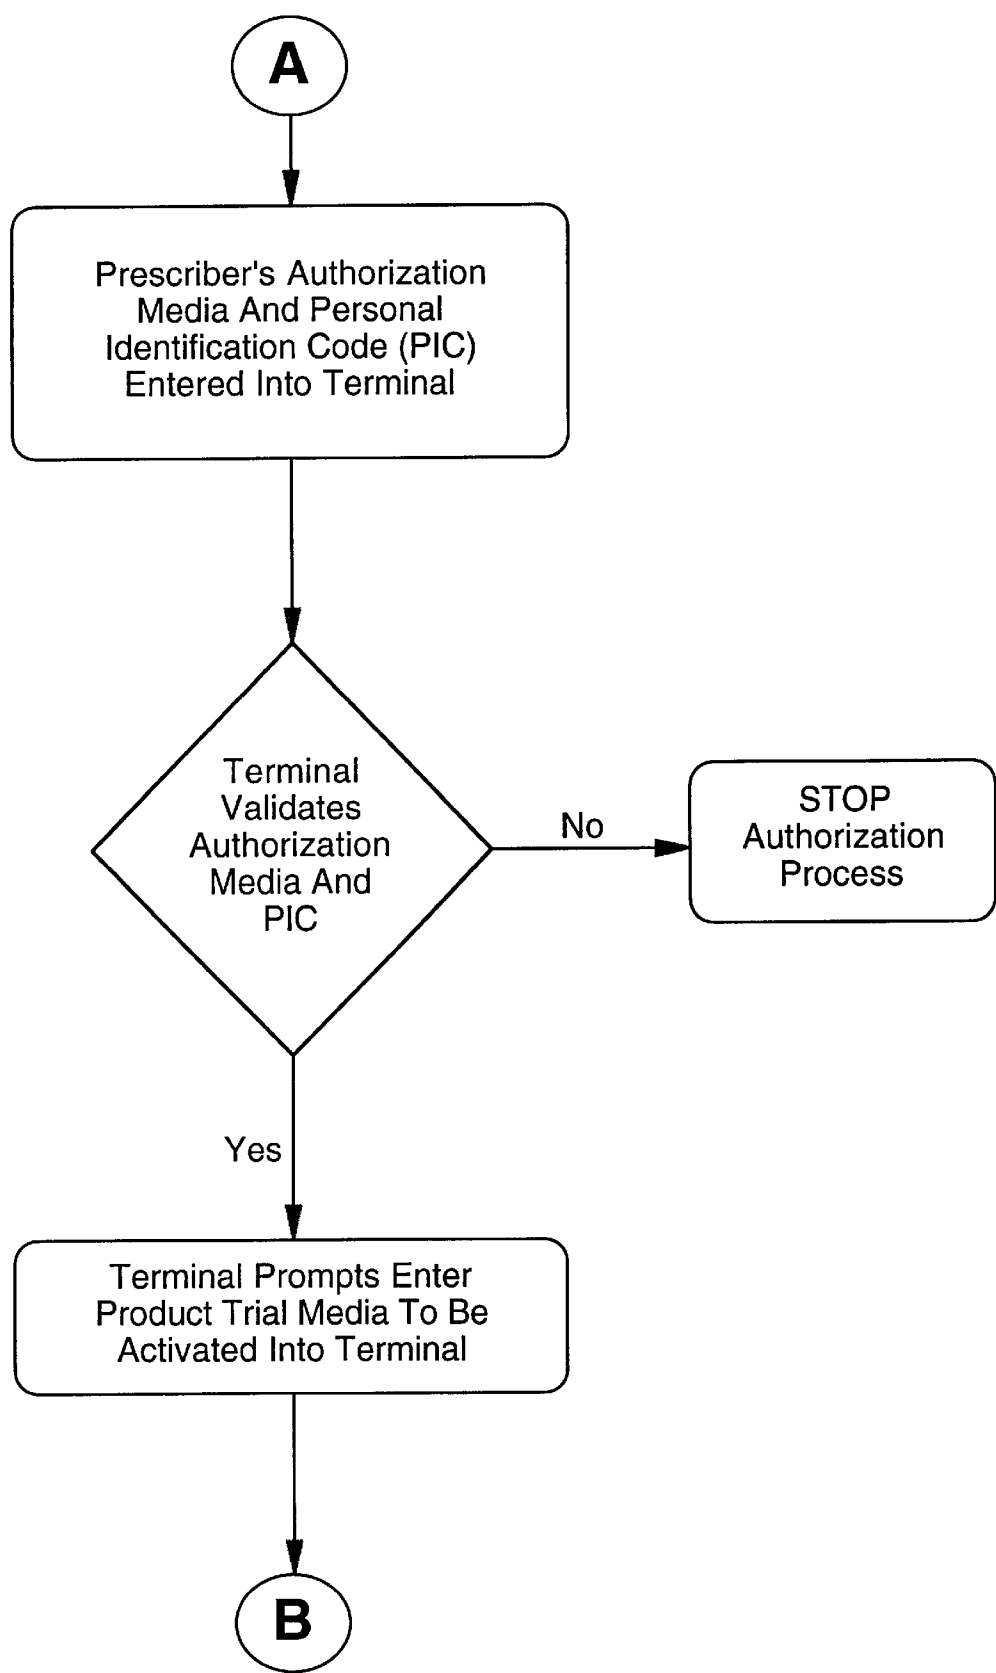 A
Prescriber's Authorization
Media And Personal
Identification Code (PIC)
Entered Into Terminal
Terminal
Validates
Authorization
Media And
PIC
No
STOP
Authorization
Process
Yes
Terminal Prompts Enter
Product Trial Media To Be
Activated Into Terminal
B